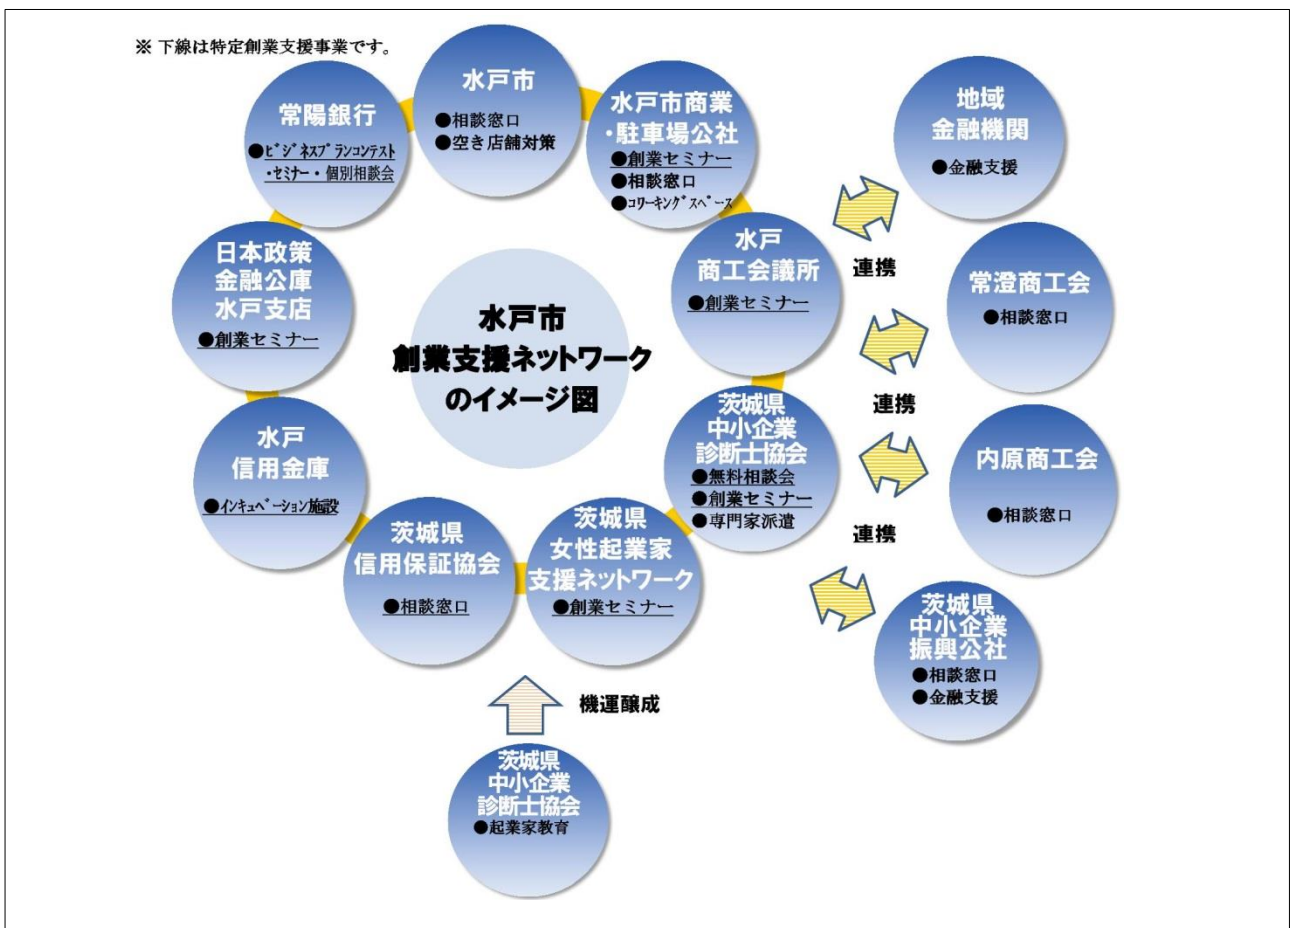 ※ 下線は特定創業支援事業です。
水戸市
●相談窓口
●空き店舗対策
水戸市商業
・駐車場公社
●創業セミナー
●相談窓口
●コワーキングスペース
水戸
商工会議所
●創業セミナー
茨城県
中小企業
診断士協会
●無料相談会
●創業セミナー
●専門家派遣
茨城県
女性起業家
支援ネットワーク
●創業セミナー
茨城県
信用保証協会
●相談窓口
水戸
信用金庫
●インキュベーション施設
日本政策
金融公庫
水戸支店
●創業セミナー
常陽銀行
●ビジネスプランコンテスト
・セミナー・個別相談会
水戸市
創業支援ネットワーク
のイメージ図
地域
金融機関
●金融支援
連携
常澄商工会
●相談窓口
連携
内原商工会
●相談窓口
連携
茨城県
中小企業
振興公社
●相談窓口
●金融支援
機運醸成
茨城県
中小企業
診断士協会
●起業家教育